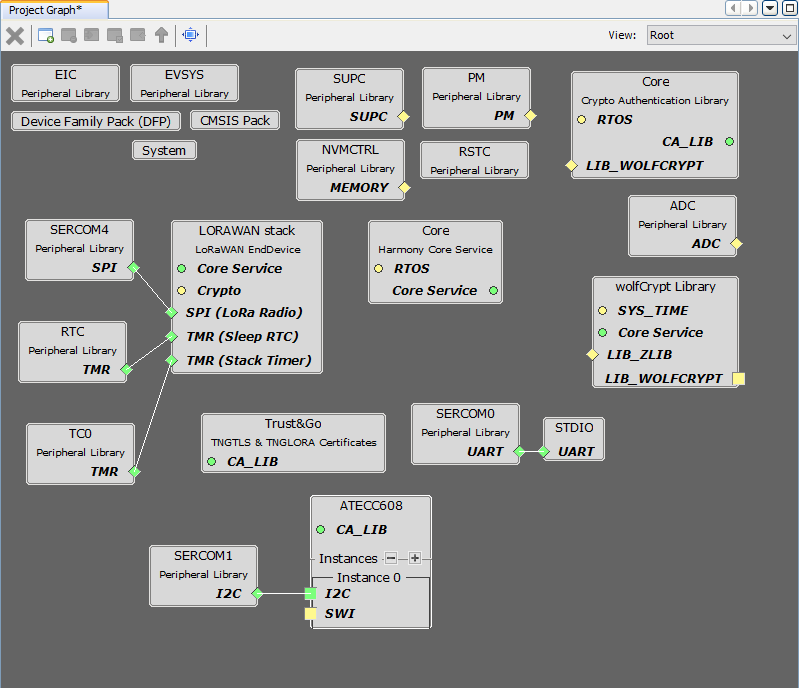 Project Graph*
View:
Root
EIC
Peripheral Library
EVSYS
Peripheral Library
Device Family Pack (DFP)
CMSIS Pack
System
SUPC
Peripheral Library
SUPC
PM
Peripheral Library
PM
NVMCTRL
Peripheral Library
MEMORY
RSTC
Peripheral Library
Core
Crypto Authentication Library
RTOS
CA_LIB
LIB_WOLFCRYPT
ADC
Peripheral Library
ADC
SERCOM4
Peripheral Library
SPI
LORAWAN stack
LoRaWAN EndDevice
Core Service
Crypto
SPI (LoRa Radio)
TMR (Sleep RTC)
TMR (Stack Timer)
Core
Harmony Core Service
RTOS
Core Service
wolfCrypt Library
SYS_TIME
Core Service
LIB_ZLIB
LIB_WOLFCRYPT
RTC
Peripheral Library
TMR
TC0
Peripheral Library
TMR
Trust&Go
TNGTLS & TNGLORA Certificates
CA_LIB
SERCOM0
Peripheral Library
UART
STDIO
UART
SERCOM1
Peripheral Library
I2C
ATECC608
CA_LIB
Instances
Instance 0
I2C
SWI